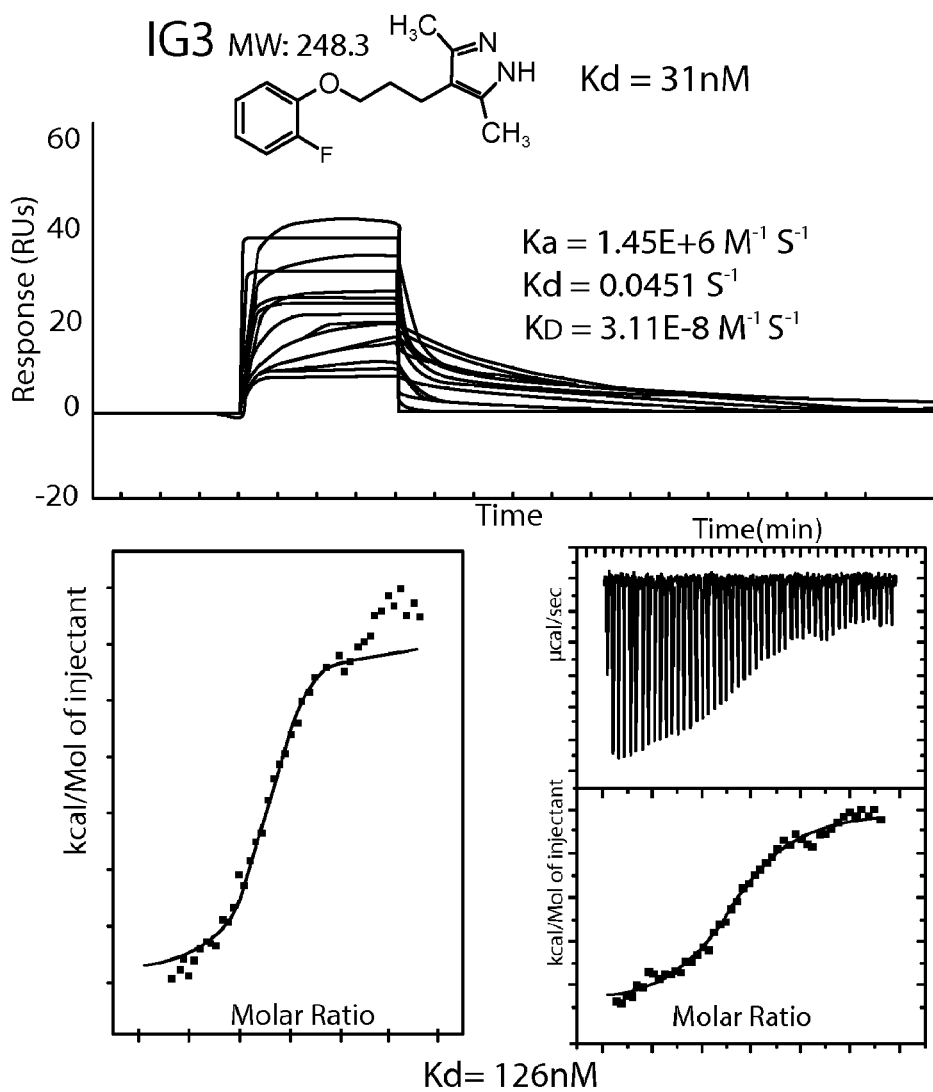 IG3 MW: 248.3
H₃C
N
NH
O
CH₃
F
Kd = 31nM
60
40
20
0
-20
Response (RUs)
Ka = 1.45E+6 M⁻¹ S⁻¹
Kd = 0.0451 S⁻¹
KD = 3.11E-8 M⁻¹ S⁻¹
Time
kcal/Mol of injectant
Molar Ratio
Time(min)
µcal/sec
kcal/Mol of injectant
Molar Ratio
Kd= 126nM